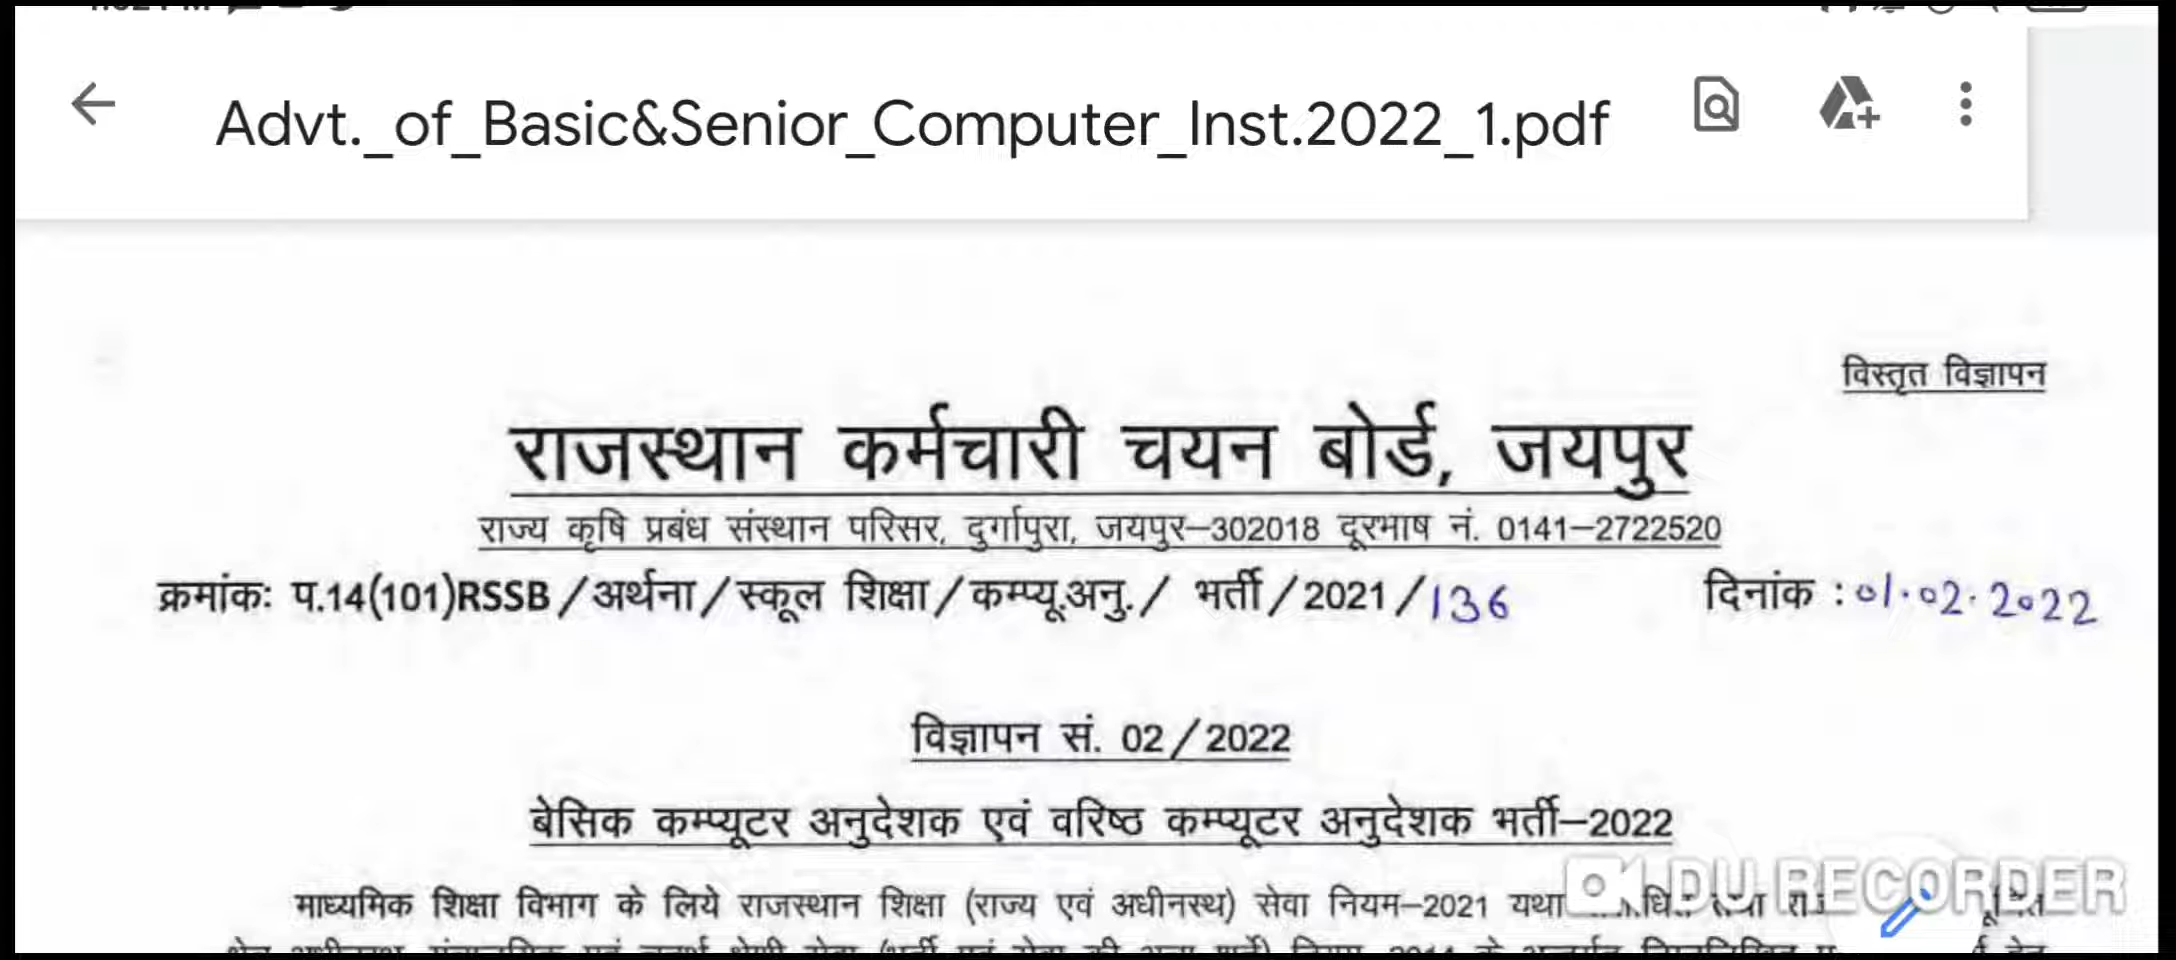 Advt._of_Basic&Senior_Computer_Inst.2022_1.pdf
विस्तृत विज्ञापन
राजस्थान कर्मचारी चयन बोर्ड, जयपुर
राज्य कृषि प्रबंध संस्थान परिसर, दुर्गापुरा, जयपुर–302018 दूरभाष नं. 0141–2722520
क्रमांकः प.14(101)RSSB/अर्थना/स्कूल शिक्षा/कम्प्यू.अनु./ भर्ती/2021/136 दिनांक : 01.02.2022
विज्ञापन सं. 02/2022
बेसिक कम्प्यूटर अनुदेशक एवं वरिष्ठ कम्प्यूटर अनुदेशक भर्ती–2022
DU RECORDER
माध्यमिक शिक्षा विभाग के लिये राजस्थान शिक्षा (राज्य एवं अधीनस्थ) सेवा नियम–2021 यथा